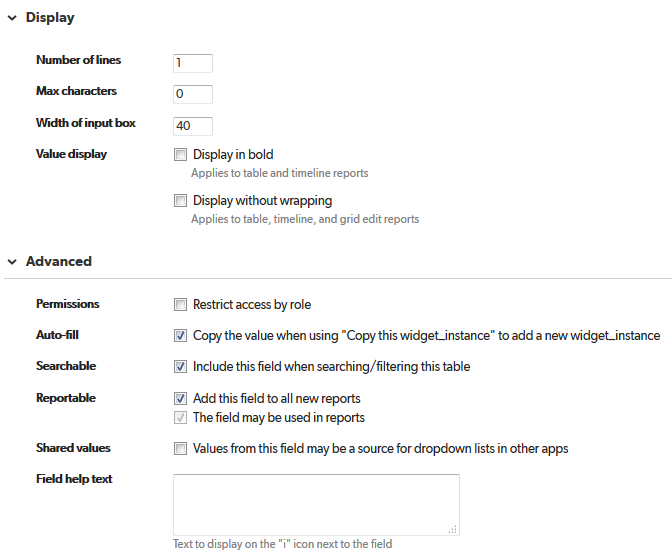 Display
Number of lines 1
Max characters 0
Width of input box 40
Value display Display in bold
Applies to table and timeline reports
Display without wrapping
Applies to table, timeline, and grid edit reports
Advanced
Permissions Restrict access by role
Auto-fill Copy the value when using "Copy this widget_instance" to add a new widget_instance
Searchable Include this field when searching/filtering this table
Reportable Add this field to all new reports
The field may be used in reports
Shared values Values from this field may be a source for dropdown lists in other apps
Field help text
Text to display on the "i" icon next to the field